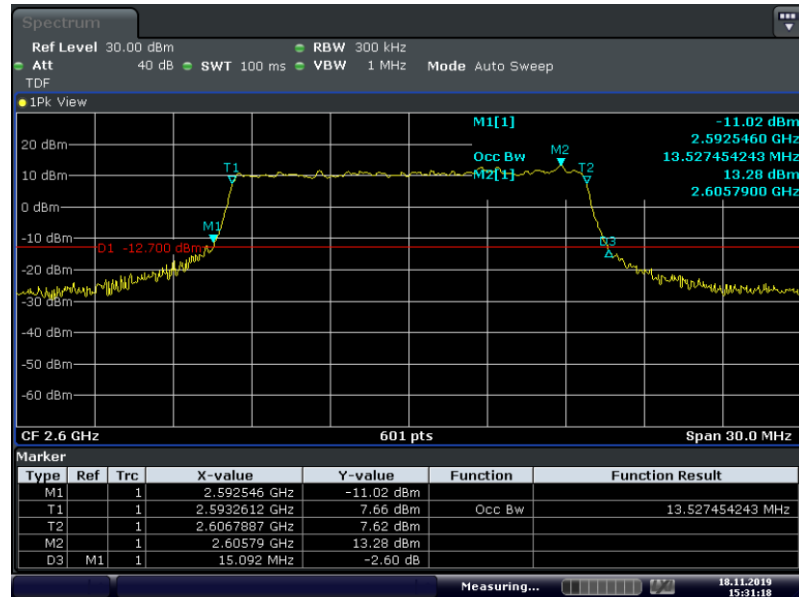 Spectrum
Ref Level 30.00 dBm RBW 300 kHz
Att 40 dB SWT 100 ms VBW 1 MHz Mode Auto Sweep
TDF
1Pk View
M1[1] -11.02 dBm
2.5925460 GHz
Occ Bw 13.527454243 MHz
M2[1] 13.28 dBm
2.6057900 GHz
M2
T1
T2
M1
D3
D1 -12.700 dBm
20 dBm
10 dBm
0 dBm
-10 dBm
-20 dBm
-30 dBm
-40 dBm
-50 dBm
-60 dBm
CF 2.6 GHz 601 pts Span 30.0 MHz
Marker
Type Ref Trc X-value Y-value Function Function Result
M1 1 2.592546 GHz -11.02 dBm
T1 1 2.5932612 GHz 7.66 dBm Occ Bw 13.527454243 MHz
T2 1 2.6067887 GHz 7.62 dBm
M2 1 2.60579 GHz 13.28 dBm
D3 M1 1 15.092 MHz -2.60 dB
Measuring... 18.11.2019
15:31:18